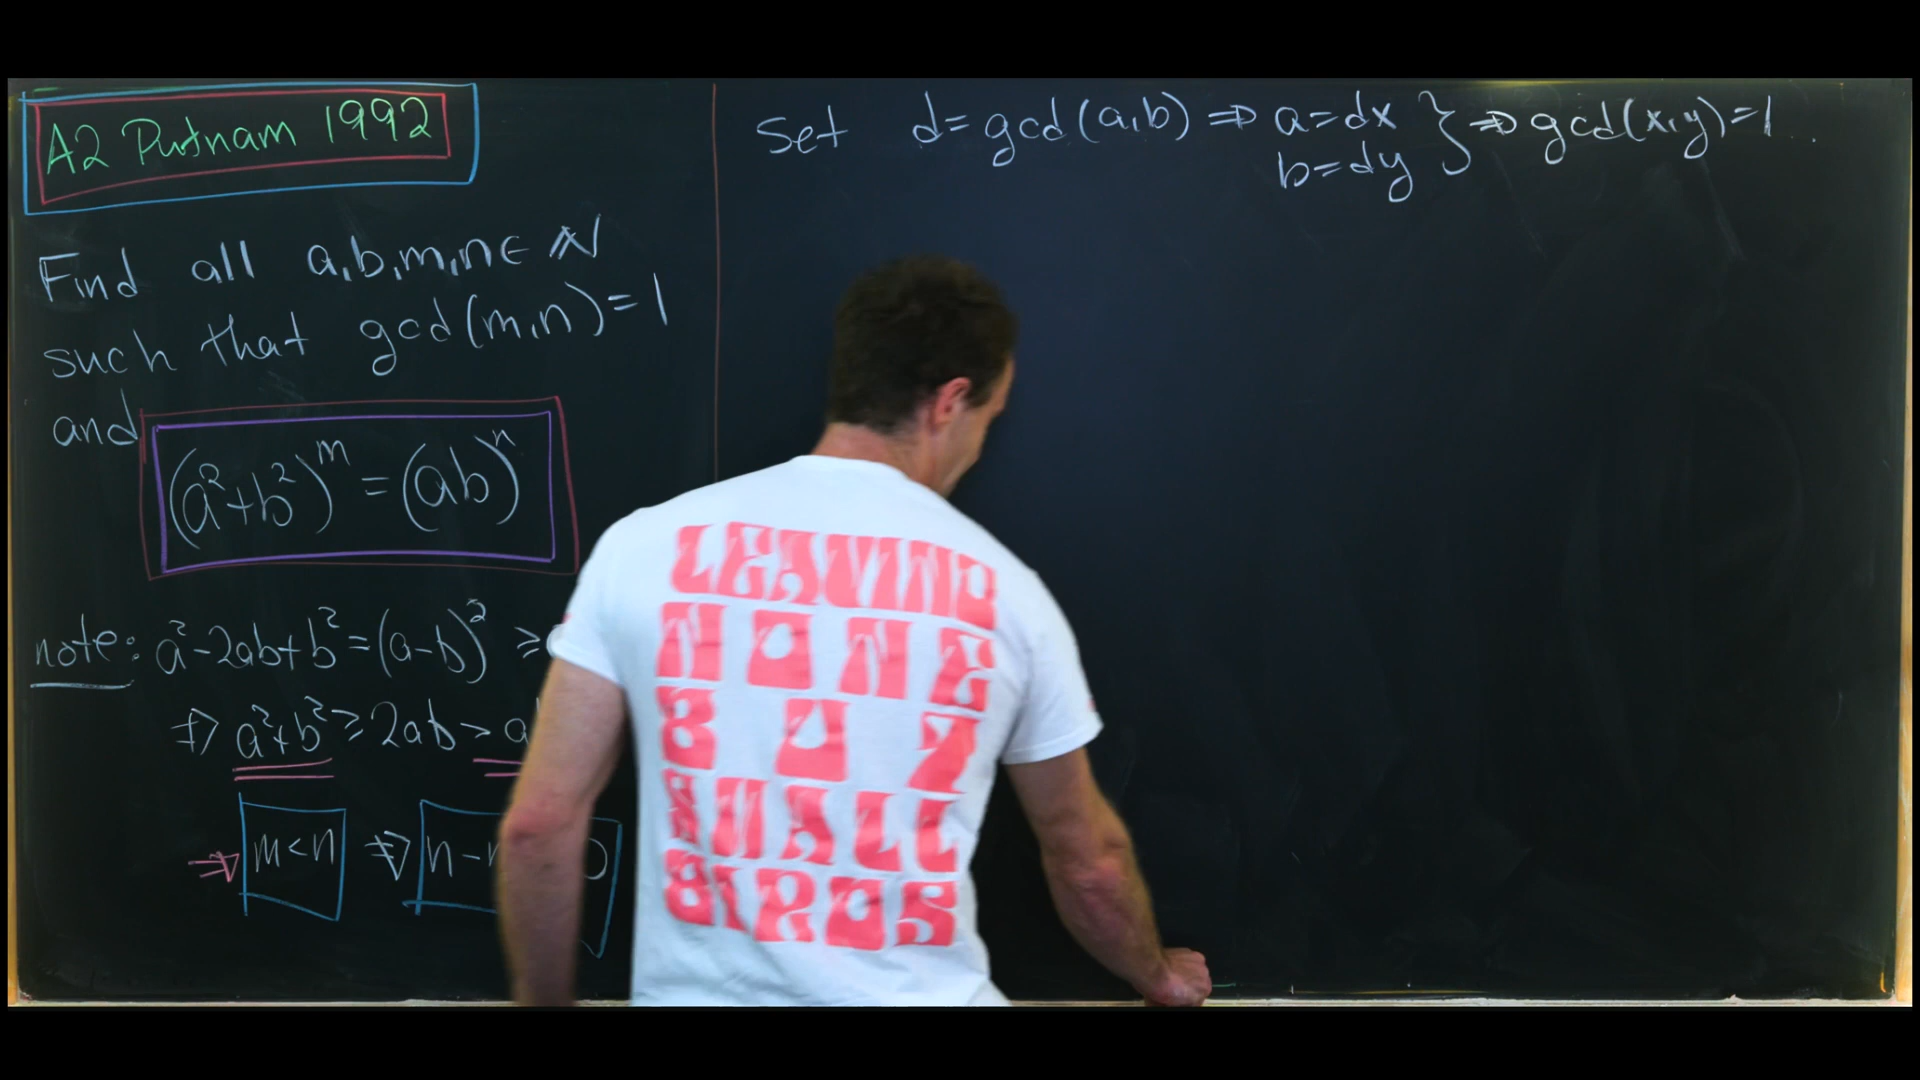 A2 Putnam 1992
Find all a,b,m,n ∈ ℕ
such that gcd(m,n)=1
and
(a²+b²)ᵐ = (ab)ⁿ
note: a²-2ab+b²=(a-b)² ≥
⇒ a²+b² ≥ 2ab > a
⇒ m<n ⇒ n-
Set d=gcd(a,b) ⇒ a=dx } ⇒ gcd(x,y)=1
b=dy
LEAVING
NONE
BUT
SMALL
BIRDS